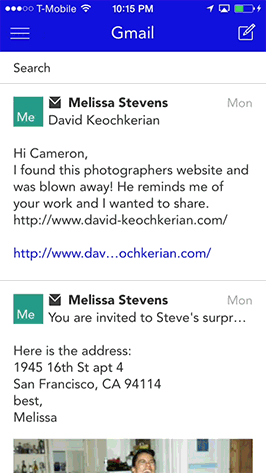 T-Mobile 10:15 PM
Gmail
Search
Melissa Stevens Mon
Me
David Keochkerian
Hi Cameron,
I found this photographers website and
was blown away! He reminds me of
your work and I wanted to share.
http://www.david-keochkerian.com/
http://www.dav…ochkerian.com/
Melissa Stevens Mon
Me
You are invited to Steve's surpr…
Here is the address:
1945 16th St apt 4
San Francisco, CA 94114
best,
Melissa